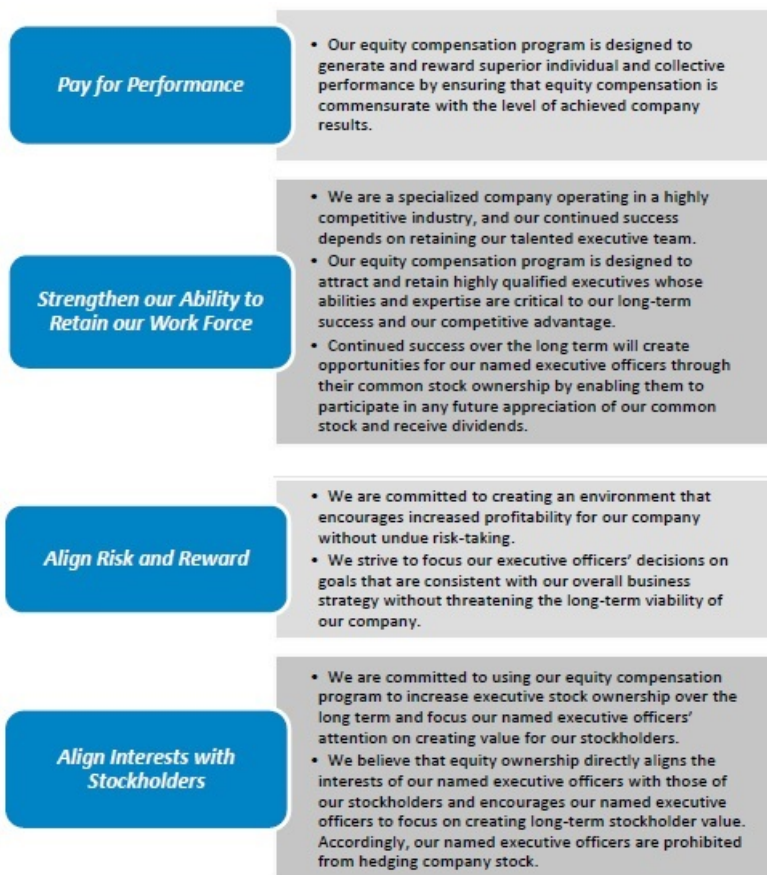 Pay for Performance
• Our equity compensation program is designed to
generate and reward superior individual and collective
performance by ensuring that equity compensation is
commensurate with the level of achieved company
results.
Strengthen our Ability to
Retain our Work Force
• We are a specialized company operating in a highly
competitive industry, and our continued success
depends on retaining our talented executive team.
• Our equity compensation program is designed to
attract and retain highly qualified executives whose
abilities and expertise are critical to our long-term
success and our competitive advantage.
• Continued success over the long term will create
opportunities for our named executive officers through
their common stock ownership by enabling them to
participate in any future appreciation of our common
stock and receive dividends.
Align Risk and Reward
• We are committed to creating an environment that
encourages increased profitability for our company
without undue risk-taking.
• We strive to focus our executive officers’ decisions on
goals that are consistent with our overall business
strategy without threatening the long-term viability of
our company.
Align Interests with
Stockholders
• We are committed to using our equity compensation
program to increase executive stock ownership over the
long term and focus our named executive officers’
attention on creating value for our stockholders.
• We believe that equity ownership directly aligns the
interests of our named executive officers with those of
our stockholders and encourages our named executive
officers to focus on creating long-term stockholder value.
Accordingly, our named executive officers are prohibited
from hedging company stock.